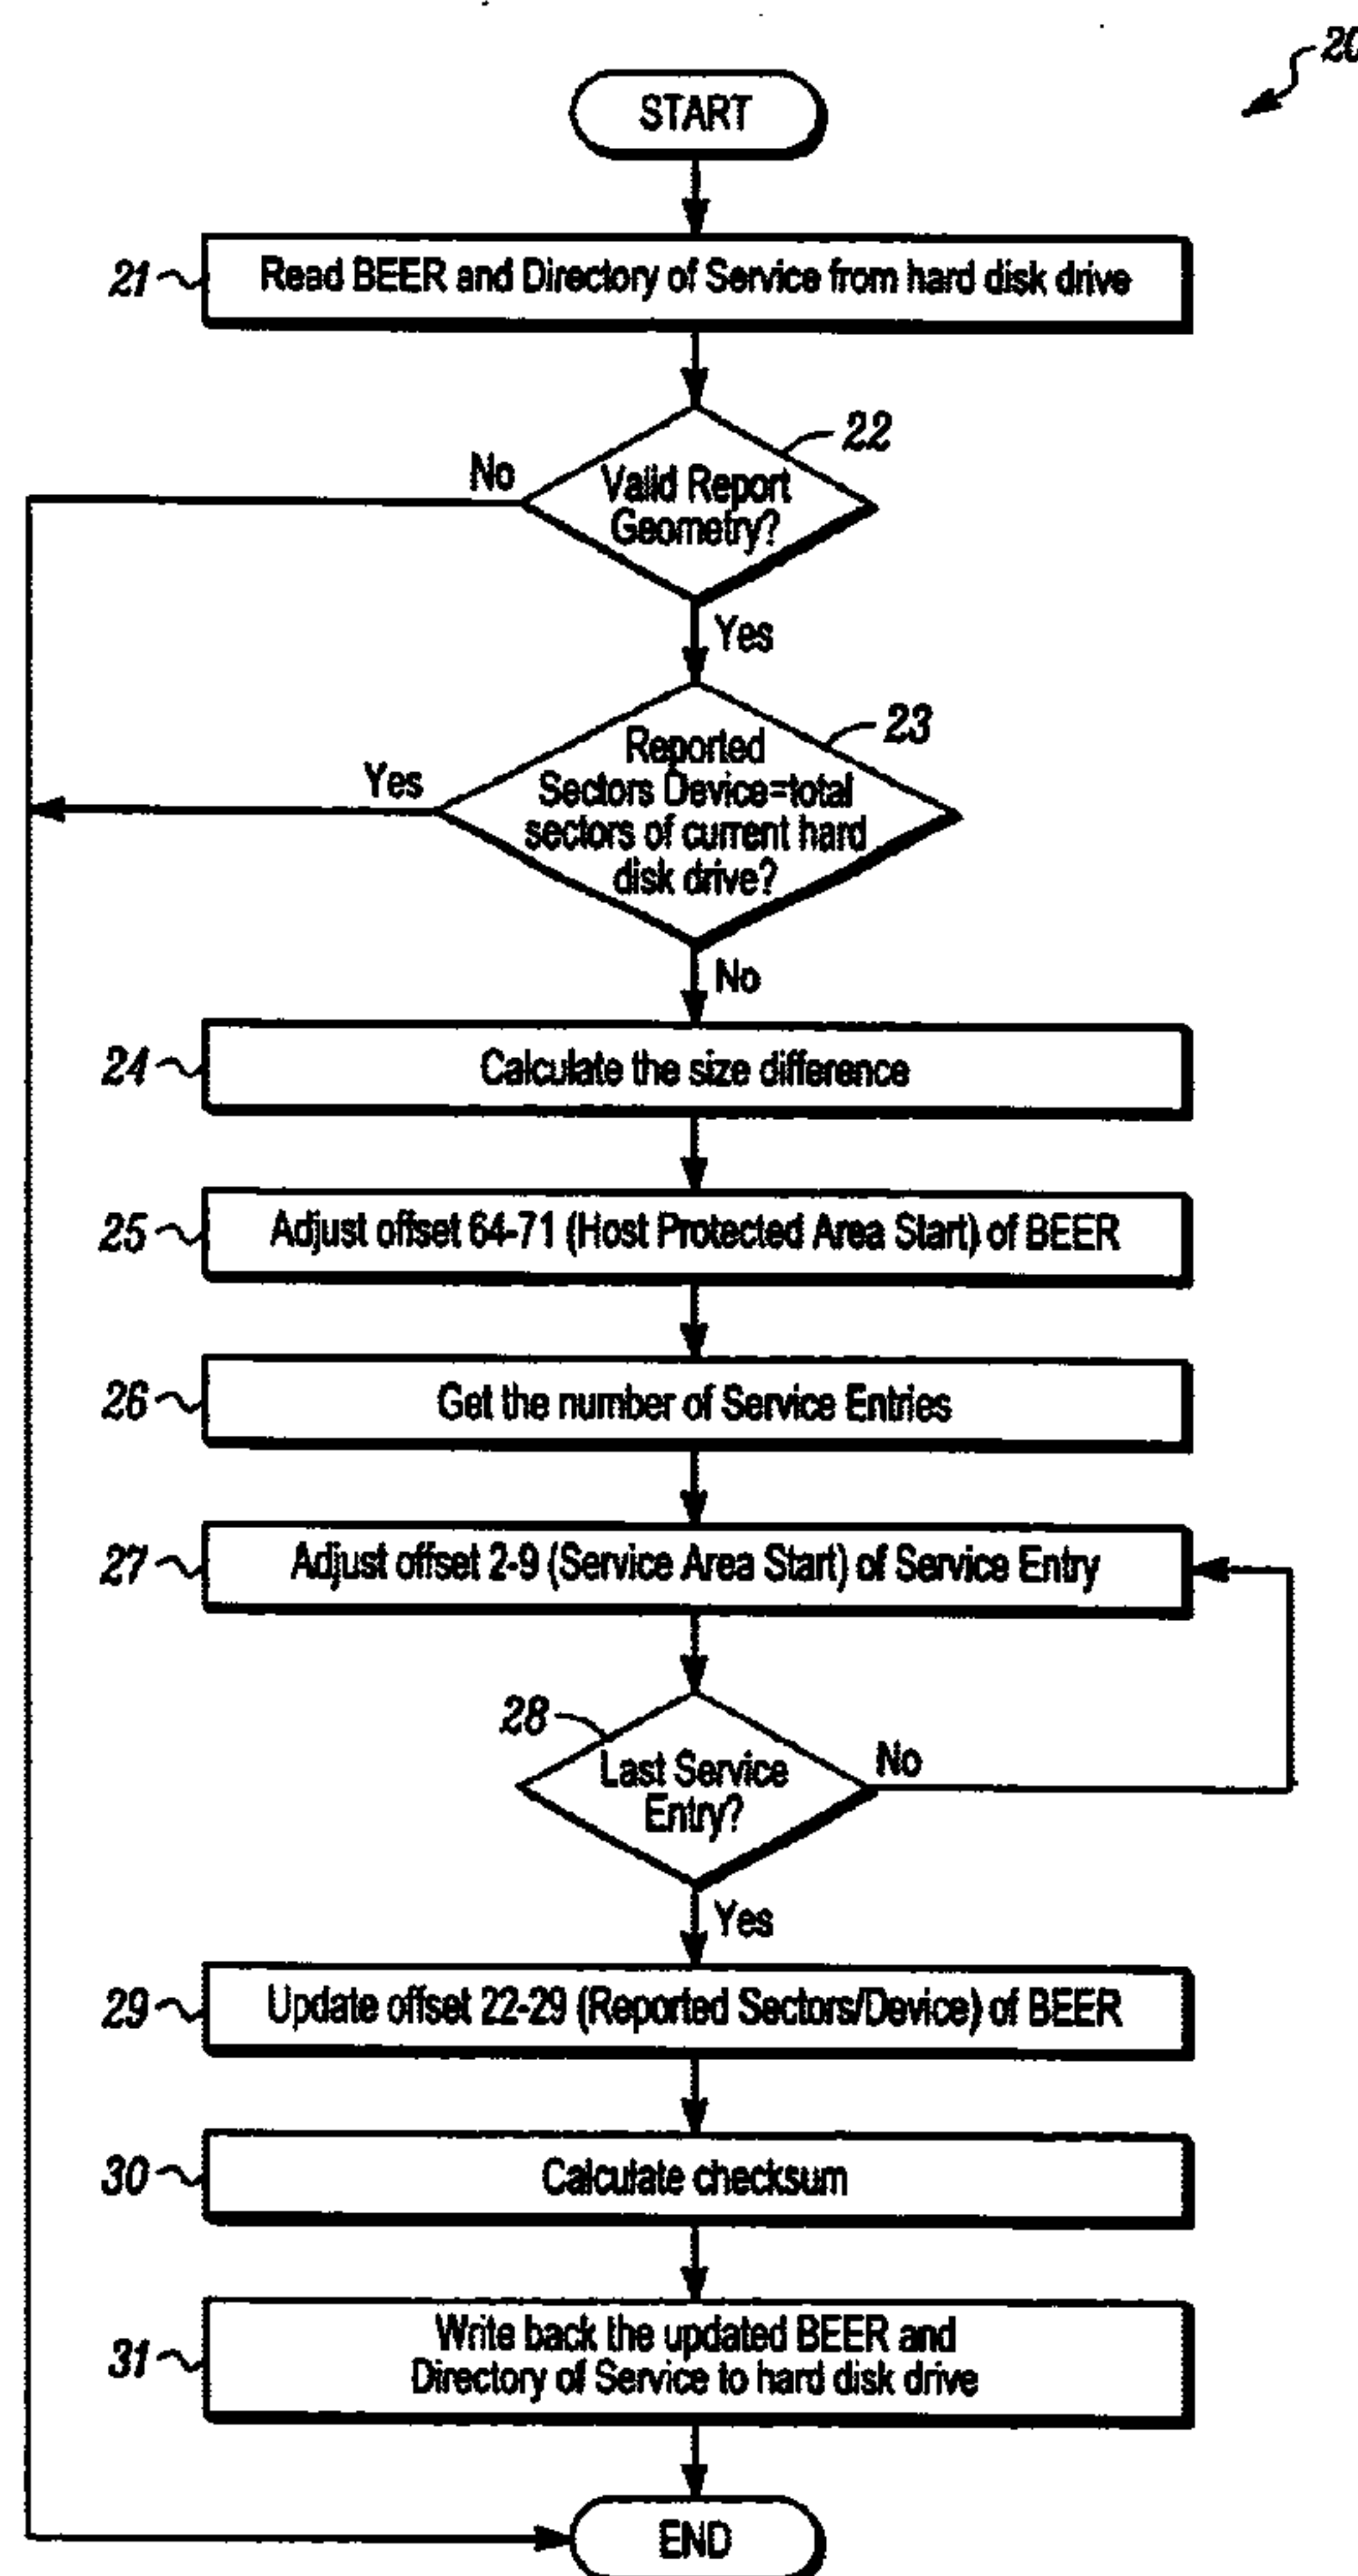 20
START
21 Read BEER and Directory of Service from hard disk drive
22
No
Valid Report
Geometry?
Yes
23
Reported
Yes
Sectors Device=total
sectors of current hard
disk drive?
No
24 Calculate the size difference
25 Adjust offset 64-71 (Host Protected Area Start) of BEER
26 Get the number of Service Entries
27 Adjust offset 2-9 (Service Area Start) of Service Entry
28
No
Last Service
Entry?
Yes
29 Update offset 22-29 (Reported Sectors/Device) of BEER
30 Calculate checksum
31 Write back the updated BEER and
Directory of Service to hard disk drive
END